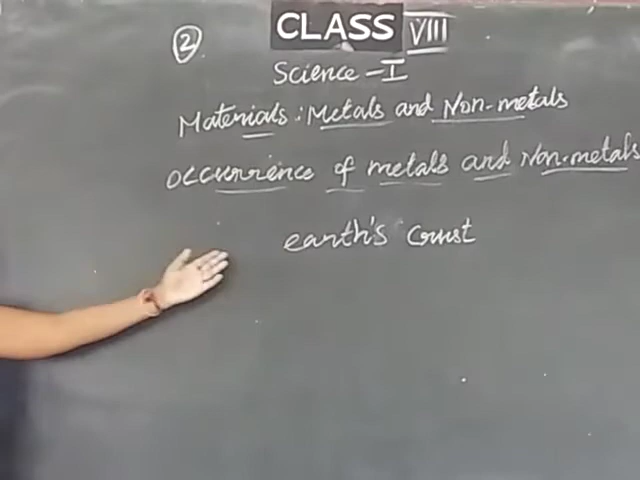 ② CLASS VIII
Science - I
Materials : Metals and Non-metals
Occurrence of metals and Non-metals
earth's Crust